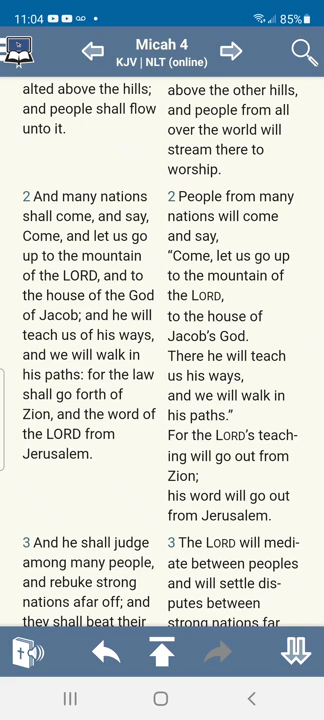 11:04
85%
Micah 4
KJV | NLT (online)
alted above the hills;
and people shall flow
unto it.
2 And many nations
shall come, and say,
Come, and let us go
up to the mountain
of the LORD, and to
the house of the God
of Jacob; and he will
teach us of his ways,
and we will walk in
his paths: for the law
shall go forth of
Zion, and the word of
the LORD from
Jerusalem.
3 And he shall judge
among many people,
and rebuke strong
nations afar off; and
they shall beat their
above the other hills,
and people from all
over the world will
stream there to
worship.
2 People from many
nations will come
and say,
“Come, let us go up
to the mountain of
the LORD,
to the house of
Jacob’s God.
There he will teach
us his ways,
and we will walk in
his paths.”
For the LORD’s teach-
ing will go out from
Zion;
his word will go out
from Jerusalem.
3 The LORD will medi-
ate between peoples
and will settle dis-
putes between
strong nations far